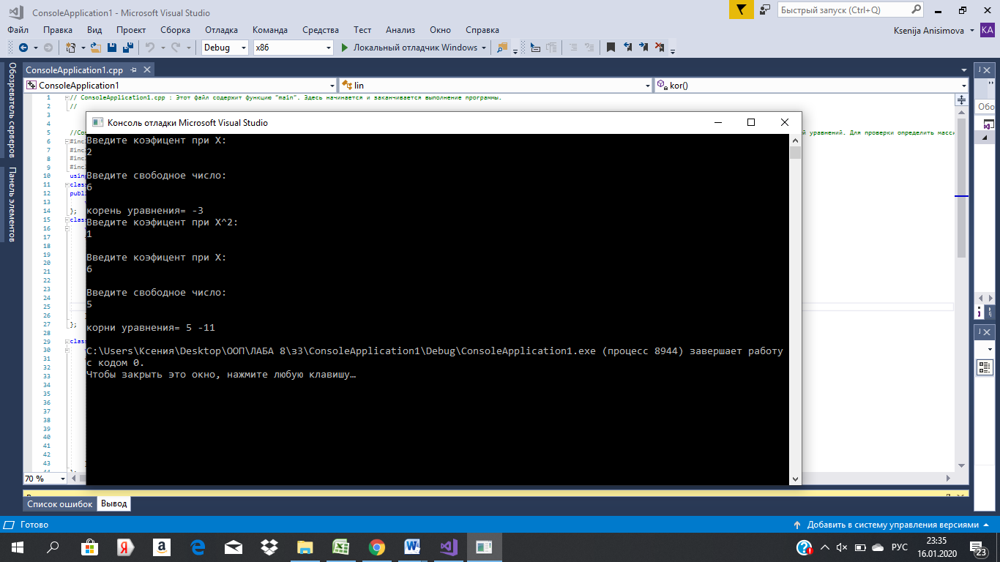 ConsoleApplication1 - Microsoft Visual Studio
Быстрый запуск (Ctrl+Q)
Файл Правка Вид Проект Сборка Отладка Команда Средства Тест Анализ Окно Справка
Ksenija Anisimova KA
Debug x86 Локальный отладчик Windows
Обозреватель серверов
Панель элементов
ConsoleApplication1.cpp
ConsoleApplication1 lin kor()
1 // ConsoleApplication1.cpp : Этот файл содержит функцию "main". Здесь начинается и заканчивается выполнение программы.
2 //
3
4
5 уравнений. Для проверки определить
6
7
8
9
10
11
12
13
14 };
15
16
17
18
19
20
21
22
23
24
25
26
27 };
28
29
30
31
32
33
34
35
36
37
38
39
40
41
42
43
Консоль отладки Microsoft Visual Studio
Введите коэфицент при X:
2
Введите свободное число:
6
корень уравнения= -3
Введите коэфицент при X^2:
1
Введите коэфицент при X:
6
Введите свободное число:
5
корни уравнения= 5 -11
C:\Users\Ксения\Desktop\ООП\ЛАБА 8\з3\ConsoleApplication1\Debug\ConsoleApplication1.exe (процесс 8944) завершает работу
с кодом 0.
Чтобы закрыть это окно, нажмите любую клавишу…
70 %
Список ошибок Вывод
Готово
Добавить в систему управления версиями
РУС
23:35
16.01.2020
23